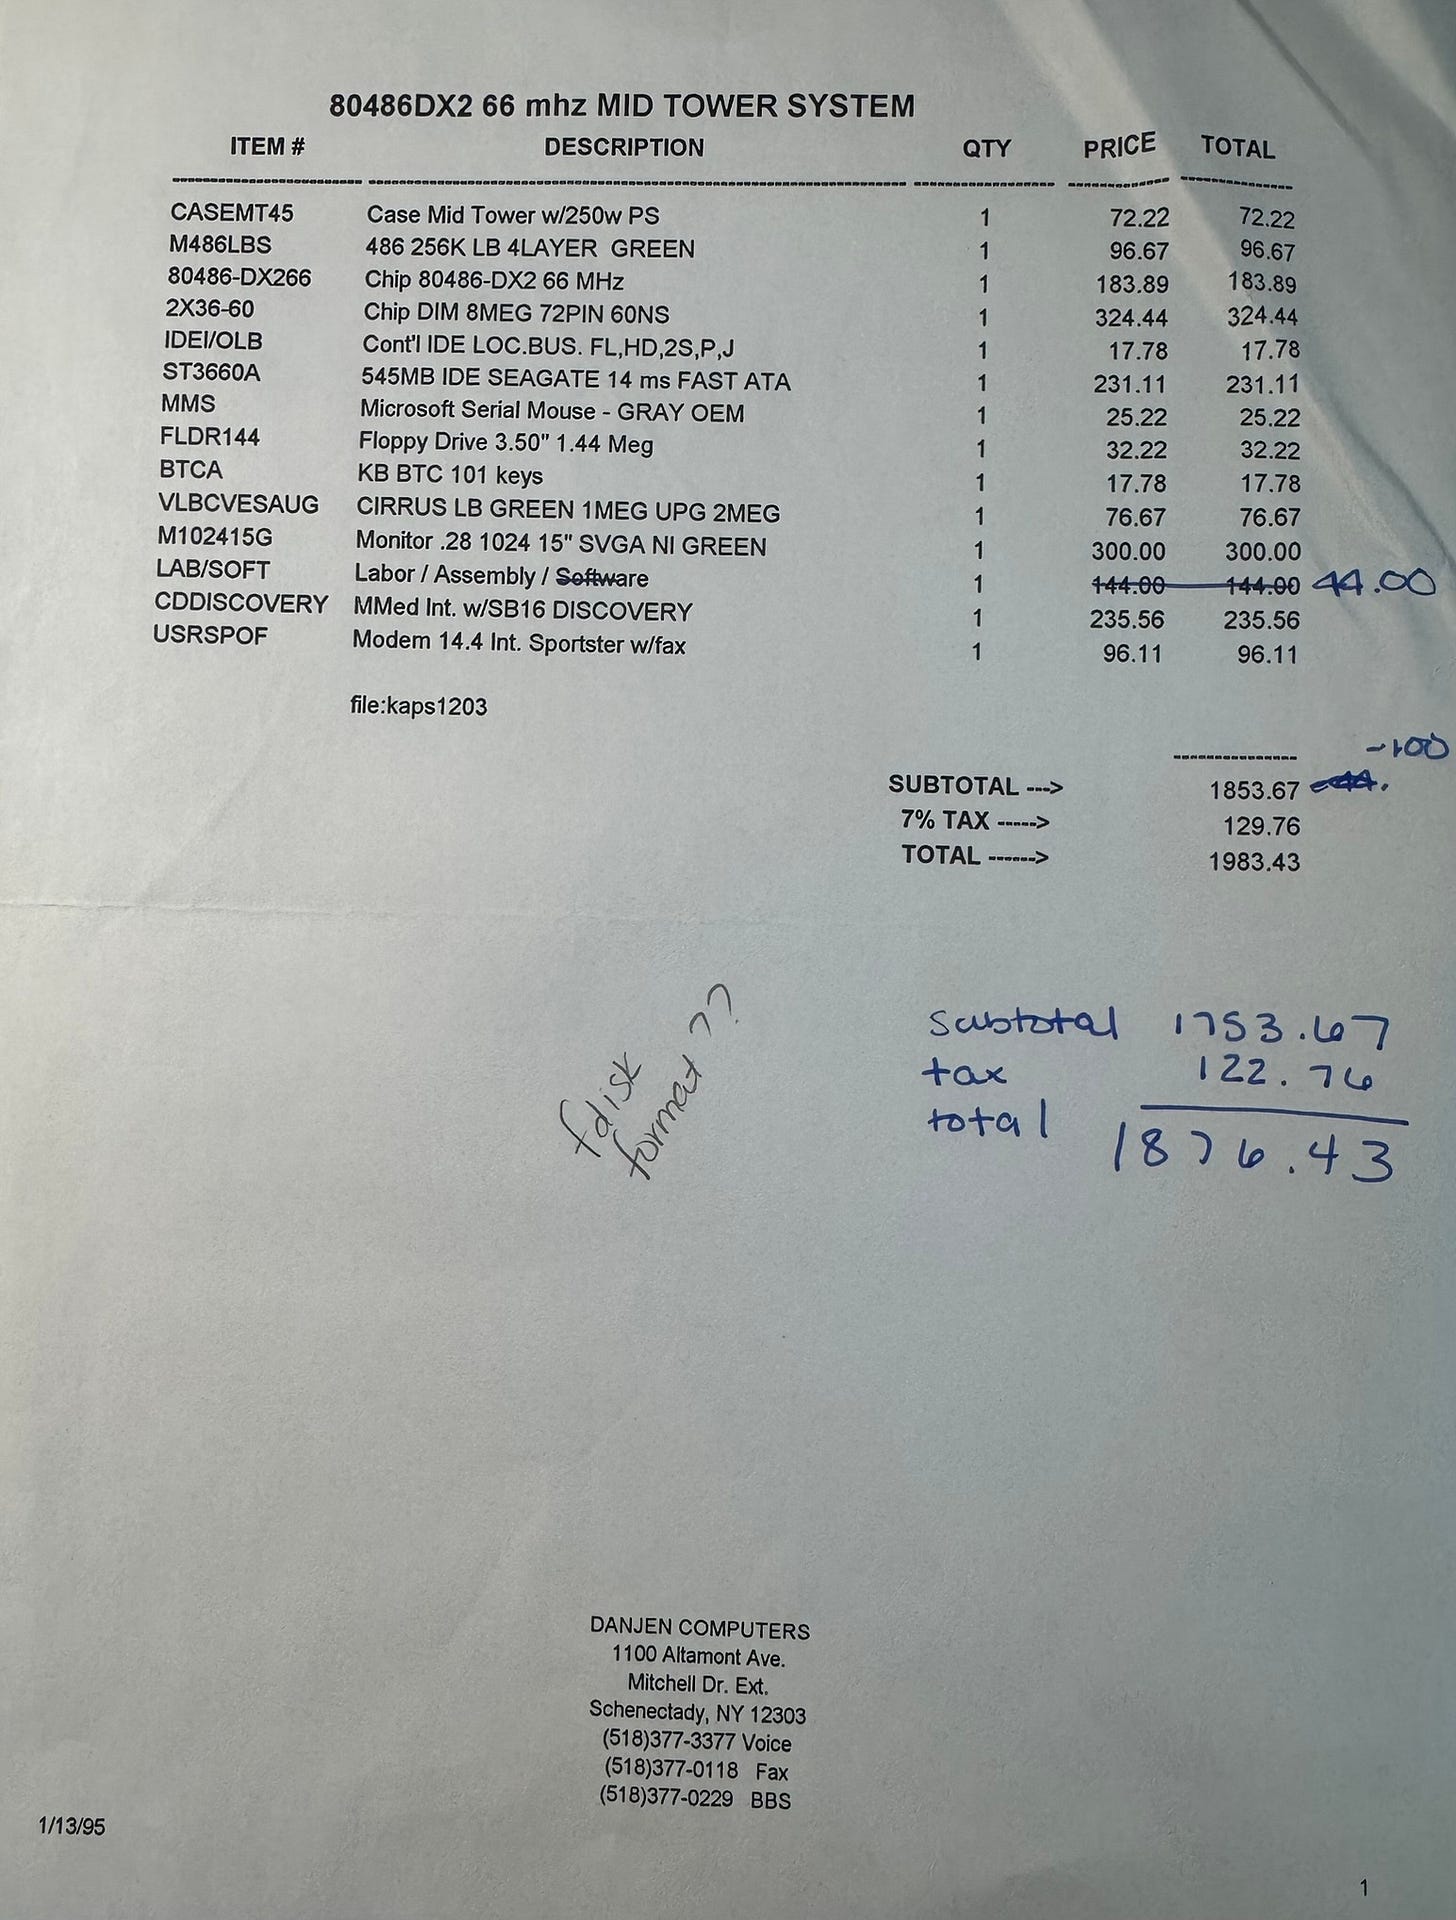 80486DX2 66 mhz MID TOWER SYSTEM
ITEM # DESCRIPTION QTY PRICE TOTAL
CASEMT45 Case Mid Tower w/250w PS 1 72.22 72.22
M486LBS 486 256K LB 4LAYER GREEN 1 96.67 96.67
80486-DX266 Chip 80486-DX2 66 MHz 1 183.89 183.89
2X36-60 Chip DIM 8MEG 72PIN 60NS 1 324.44 324.44
IDEI/OLB Cont'l IDE LOC.BUS. FL,HD,2S,P,J 1 17.78 17.78
ST3660A 545MB IDE SEAGATE 14 ms FAST ATA 1 231.11 231.11
MMS Microsoft Serial Mouse - GRAY OEM 1 25.22 25.22
FLDR144 Floppy Drive 3.50" 1.44 Meg 1 32.22 32.22
BTCA KB BTC 101 keys 1 17.78 17.78
VLBCVESAUG CIRRUS LB GREEN 1MEG UPG 2MEG 1 76.67 76.67
M102415G Monitor .28 1024 15" SVGA NI GREEN 1 300.00 300.00
LAB/SOFT Labor / Assembly / Software 1 144.00 144.00 44.00
CDDISCOVERY MMed Int. w/SB16 DISCOVERY 1 235.56 235.56
USRSPOF Modem 14.4 Int. Sportster w/fax 1 96.11 96.11
file:kaps1203
-100
SUBTOTAL ---> 1853.67
7% TAX -----> 129.76
TOTAL ------> 1983.43
subtotal 1753.67
tax 122.76
total 1876.43
fdisk
format ??
DANJEN COMPUTERS
1100 Altamont Ave.
Mitchell Dr. Ext.
Schenectady, NY 12303
(518)377-3377 Voice
(518)377-0118 Fax
(518)377-0229 BBS
1/13/95
1